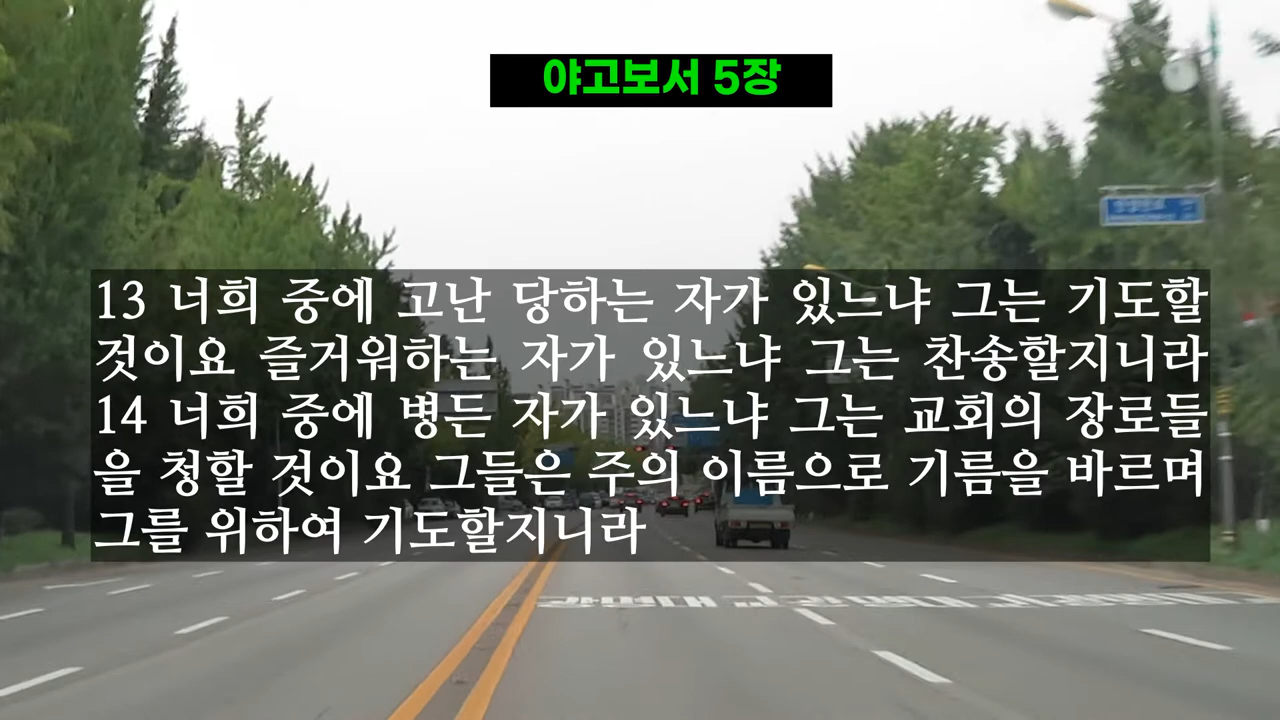 야고보서 5장
13 너희 중에 고난 당하는 자가 있느냐 그는 기도할
것이요 즐거워하는 자가 있느냐 그는 찬송할지니라
14 너희 중에 병든 자가 있느냐 그는 교회의 장로들
을 청할 것이요 그들은 주의 이름으로 기름을 바르며
그를 위하여 기도할지니라